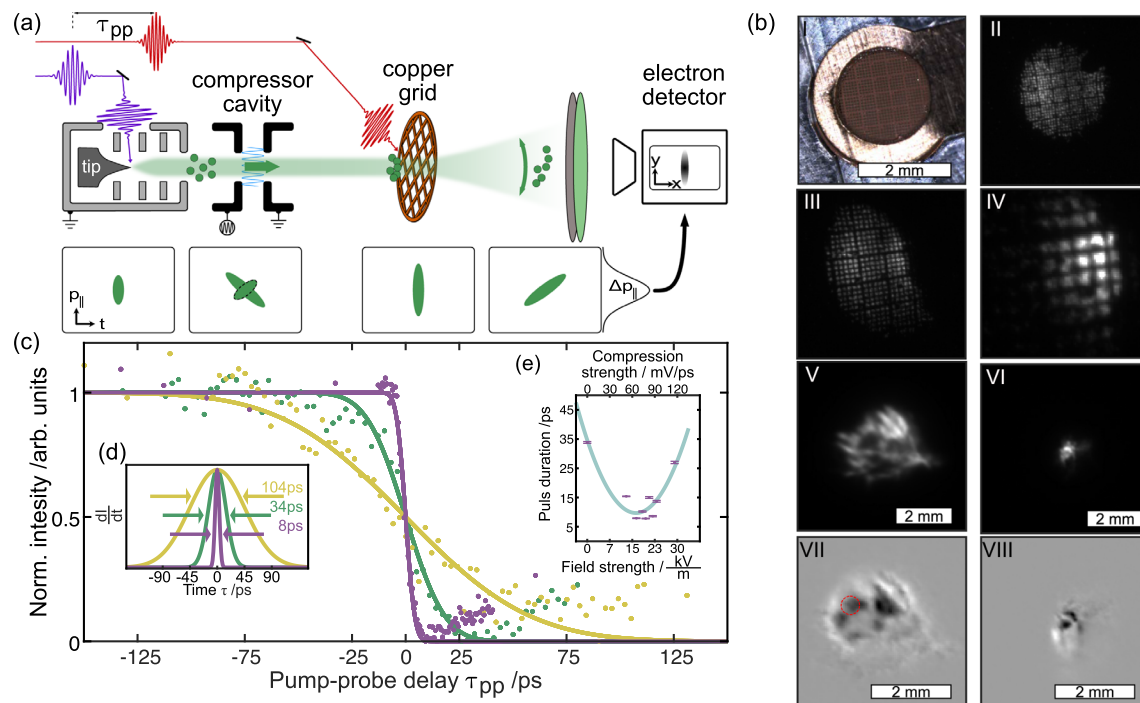 (a)
τpp
compressor
cavity
copper
grid
electron
detector
tip
y
x
p∥
t
Δp∥
(b)
I
2 mm
II
III
IV
V
2 mm
VI
2 mm
VII
2 mm
VIII
2 mm
(c)
Norm. intesity /arb. units
1
0.5
0
-125
-75
-25
0
25
75
125
Pump-probe delay τpp /ps
(d)
dI/dt
104ps
34ps
8ps
-90
-45
0
45
90
Time τ /ps
(e)
Compression
strength / mV/ps
0
60
90
120
Puls duration /ps
45
35
25
15
5
0
7
15
23
30
Field strength / kV/m